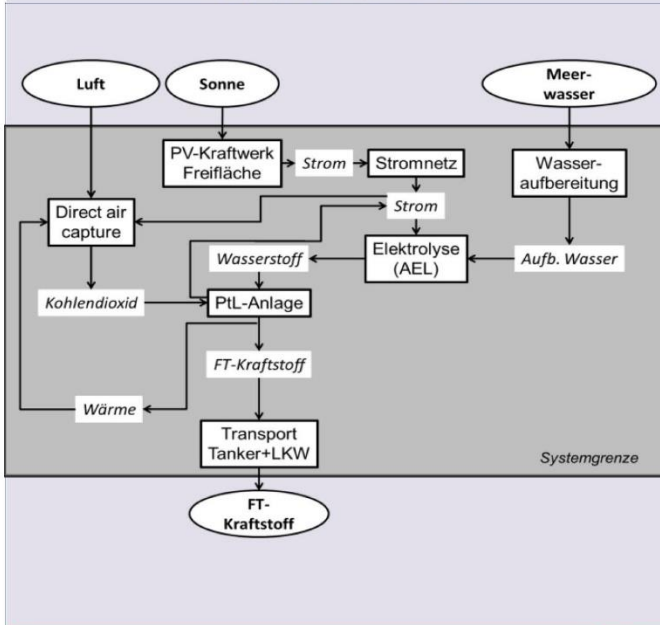 Luft
Sonne
Meer-
wasser
PV-Kraftwerk
Freifläche
Strom
Stromnetz
Wasser-
aufbereitung
Direct air
capture
Strom
Wasserstoff
Elektrolyse
(AEL)
Aufb. Wasser
Kohlendioxid
PtL-Anlage
FT-Kraftstoff
Wärme
Transport
Tanker+LKW
Systemgrenze
FT-
Kraftstoff